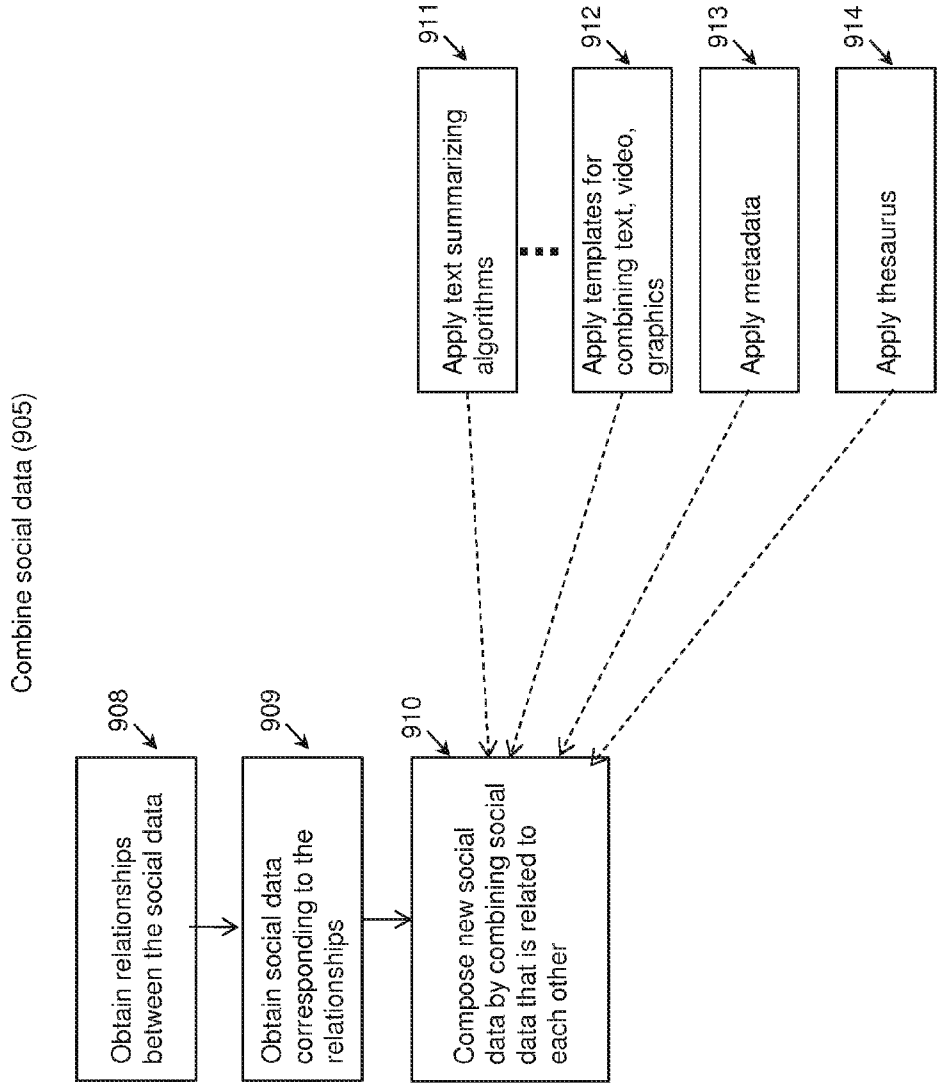 Combine social data (905)
Obtain relationships
between the social data
908
Obtain social data
corresponding to the
relationships
909
Compose new social
data by combining social
data that is related to
each other
910
Apply text summarizing
algorithms
911
Apply templates for
combining text, video,
graphics
912
Apply metadata
913
Apply thesaurus
914